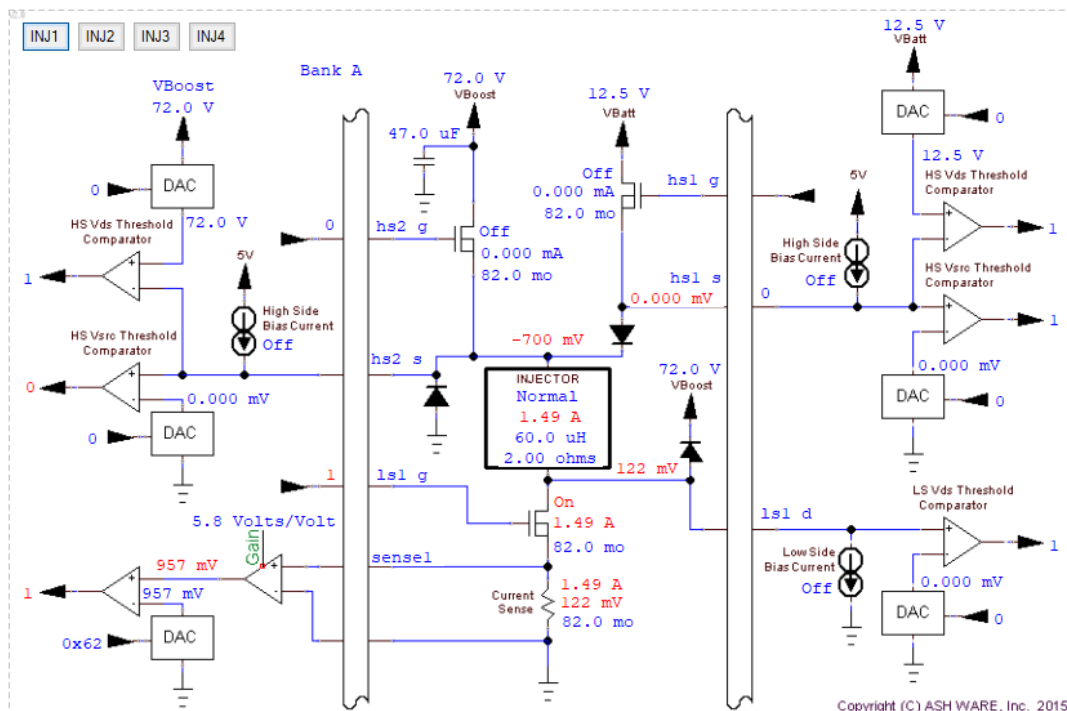 INJ1 INJ2 INJ3 INJ4
Bank A
VBoost
72.0 V
DAC
0
72.0 V
HS Vds Threshold
Comparator
+
-
1
5V
High Side
Bias Current
Off
HS Vsrc Threshold
Comparator
+
-
0
0.000 mV
DAC
0
0
hs2 g
hs2 s
72.0 V
VBoost
47.0 uF
Off
0.000 mA
82.0 mo
12.5 V
VBatt
Off
0.000 mA
82.0 mo
hs1 g
hs1 s
0.000 mV
0
-700 mV
INJECTOR
Normal
1.49 A
60.0 uH
2.00 ohms
72.0 V
VBoost
122 mV
1
ls1 g
On
1.49 A
82.0 mo
5.8 Volts/Volt
Gain
+
-
sense1
957 mV
957 mV
+
-
1
0x62
DAC
Current
Sense
1.49 A
122 mV
82.0 mo
12.5 V
VBatt
DAC
0
12.5 V
HS Vds Threshold
Comparator
+
-
1
5V
High Side
Bias Current
Off
HS Vsrc Threshold
Comparator
+
-
1
0.000 mV
DAC
0
ls1 d
LS Vds Threshold
Comparator
+
-
1
Low Side
Bias Current
Off
0.000 mV
DAC
0
Copyright (C) ASH WARE, Inc. 2015